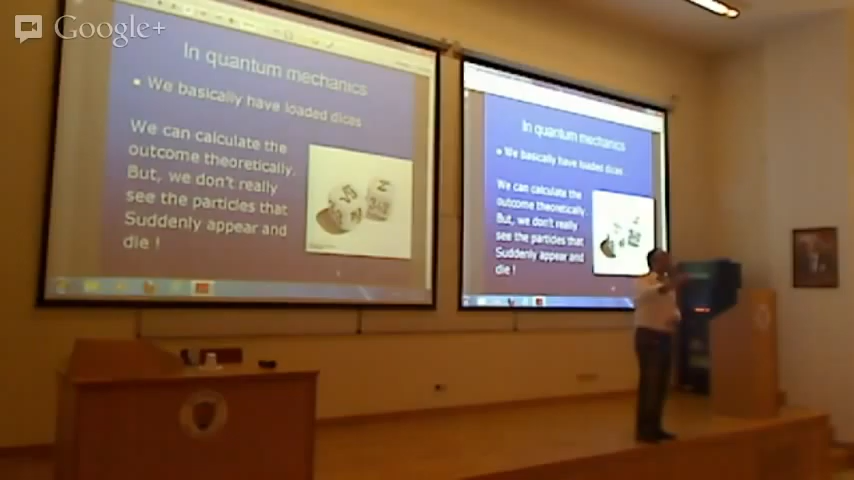 Google+
In quantum mechanics
We basically have loaded dices
We can calculate the
outcome theoretically.
But, we don't really
see the particles that
Suddenly appear and
die !
In quantum mechanics
We basically have loaded dices
We can calculate the
outcome theoretically.
But, we don't really
see the particles that
Suddenly appear and
die !